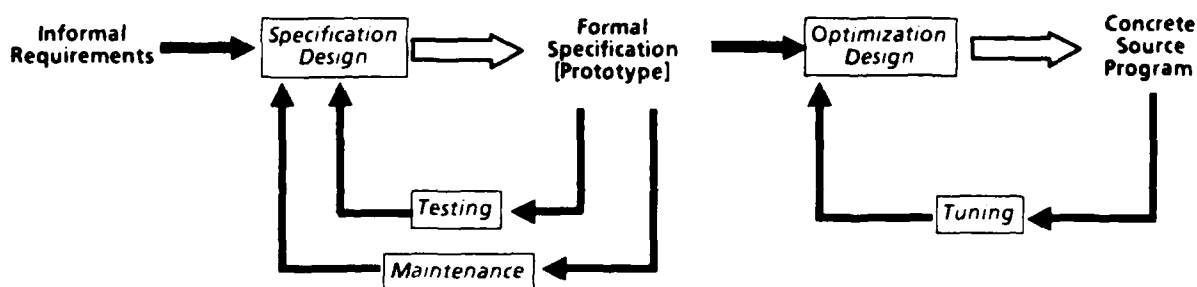 Informal
Requirements
Specification
Design
Formal
Specification
[Prototype]
Optimization
Design
Concrete
Source
Program
Testing
Tuning
Maintenance